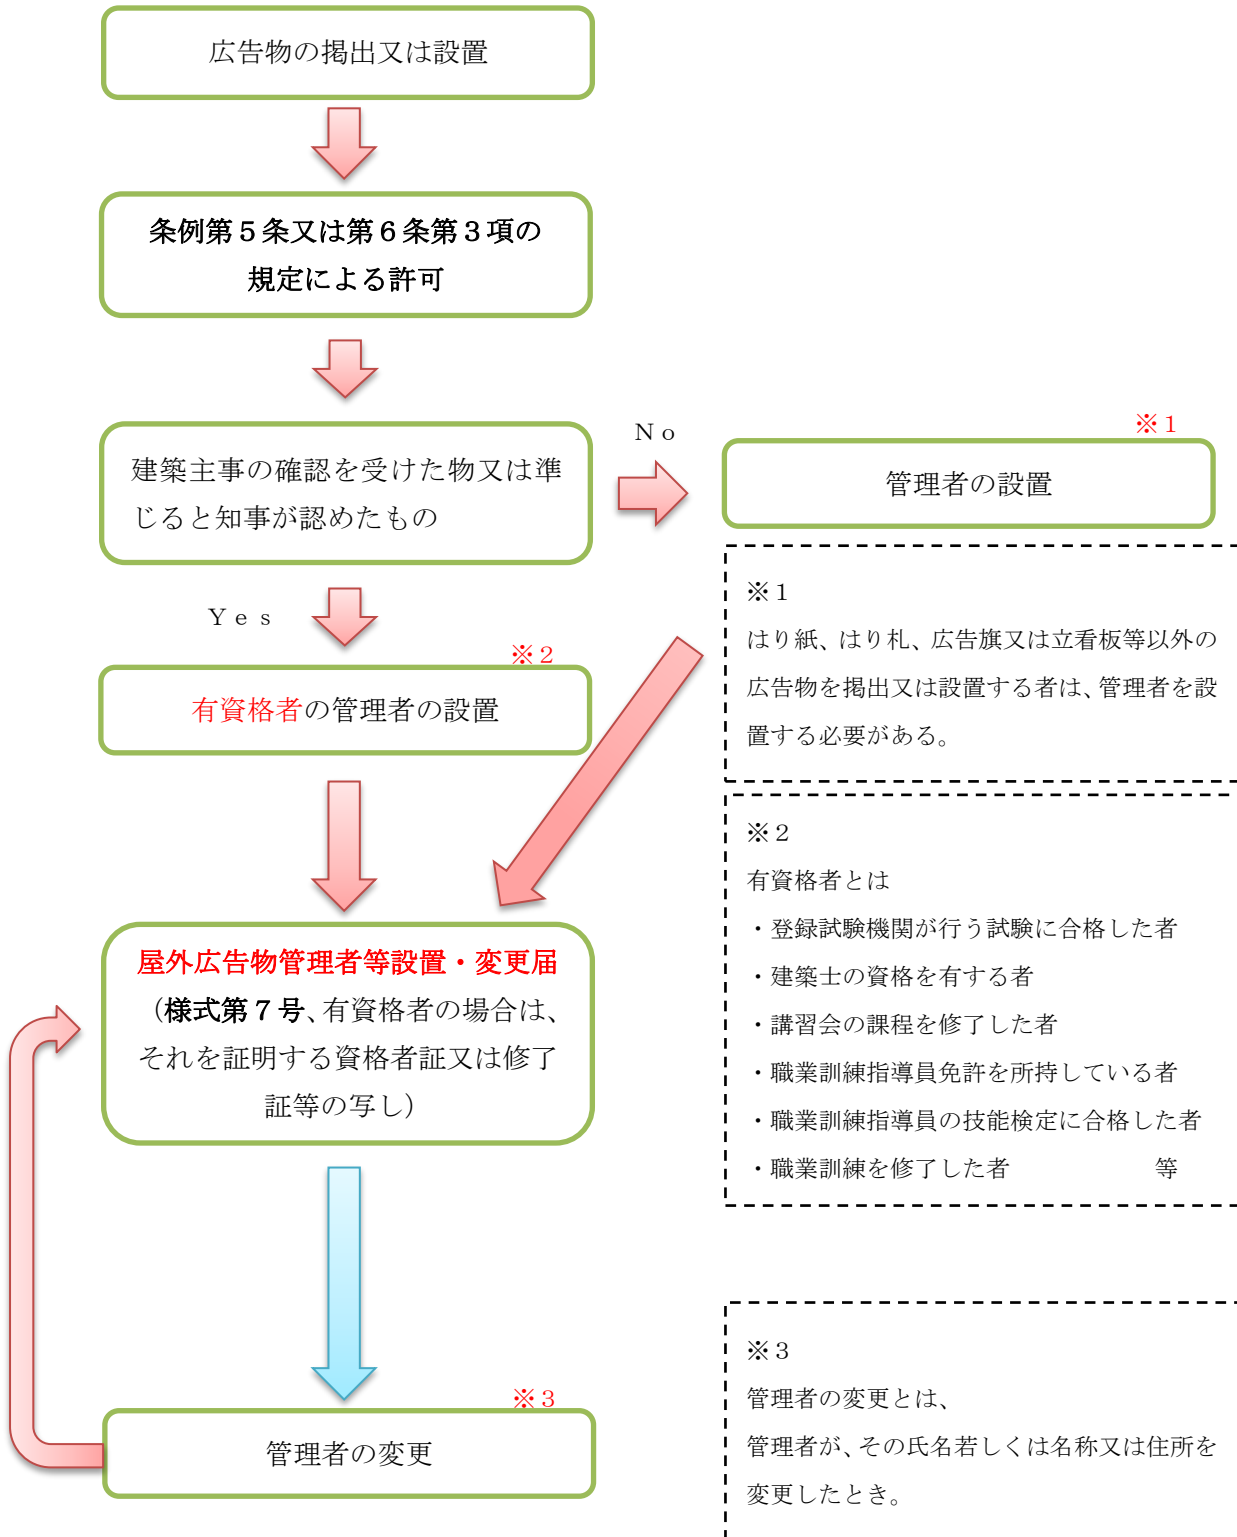 広告物の掲出又は設置
条例第５条又は第６条第３項の
規定による許可
建築主事の確認を受けた物又は準
じると知事が認めたもの
Ｎｏ
※１
管理者の設置
Ｙｅｓ
※２
有資格者の管理者の設置
※１
はり紙、はり札、広告旗又は立看板等以外の
広告物を掲出又は設置する者は、管理者を設
置する必要がある。
※２
有資格者とは
・登録試験機関が行う試験に合格した者
・建築士の資格を有する者
・講習会の課程を修了した者
・職業訓練指導員免許を所持している者
・職業訓練指導員の技能検定に合格した者
・職業訓練を修了した者　　　　　等
屋外広告物管理者等設置・変更届
（様式第７号、有資格者の場合は、
それを証明する資格者証又は修了
証等の写し）
※３
管理者の変更
※３
管理者の変更とは、
管理者が、その氏名若しくは名称又は住所を
変更したとき。